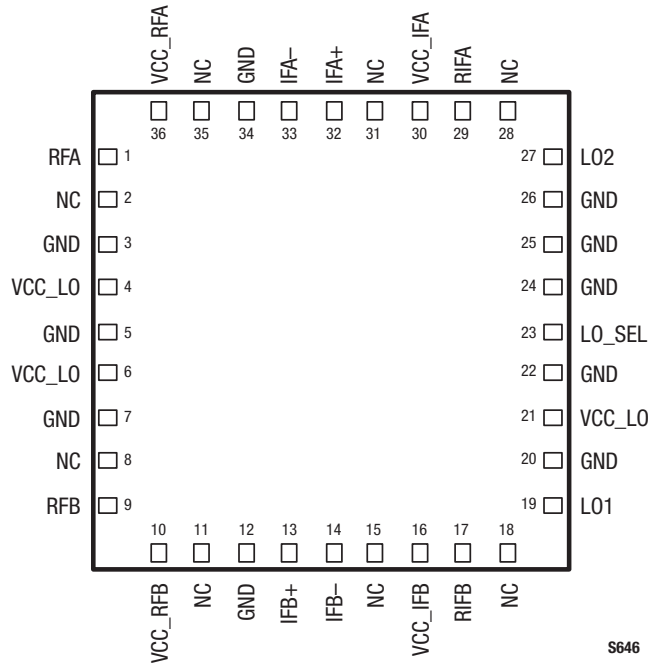 VCC_RFA
NC
GND
IFA–
IFA+
NC
VCC_IFA
RIFA
NC
36 35 34 33 32 31 30 29 28
RFA 1
NC 2
GND 3
VCC_LO 4
GND 5
VCC_LO 6
GND 7
NC 8
RFB 9
27 LO2
26 GND
25 GND
24 GND
23 LO_SEL
22 GND
21 VCC_LO
20 GND
19 LO1
10 11 12 13 14 15 16 17 18
VCC_RFB
NC
GND
IFB+
IFB–
NC
VCC_IFB
RIFB
NC
S646